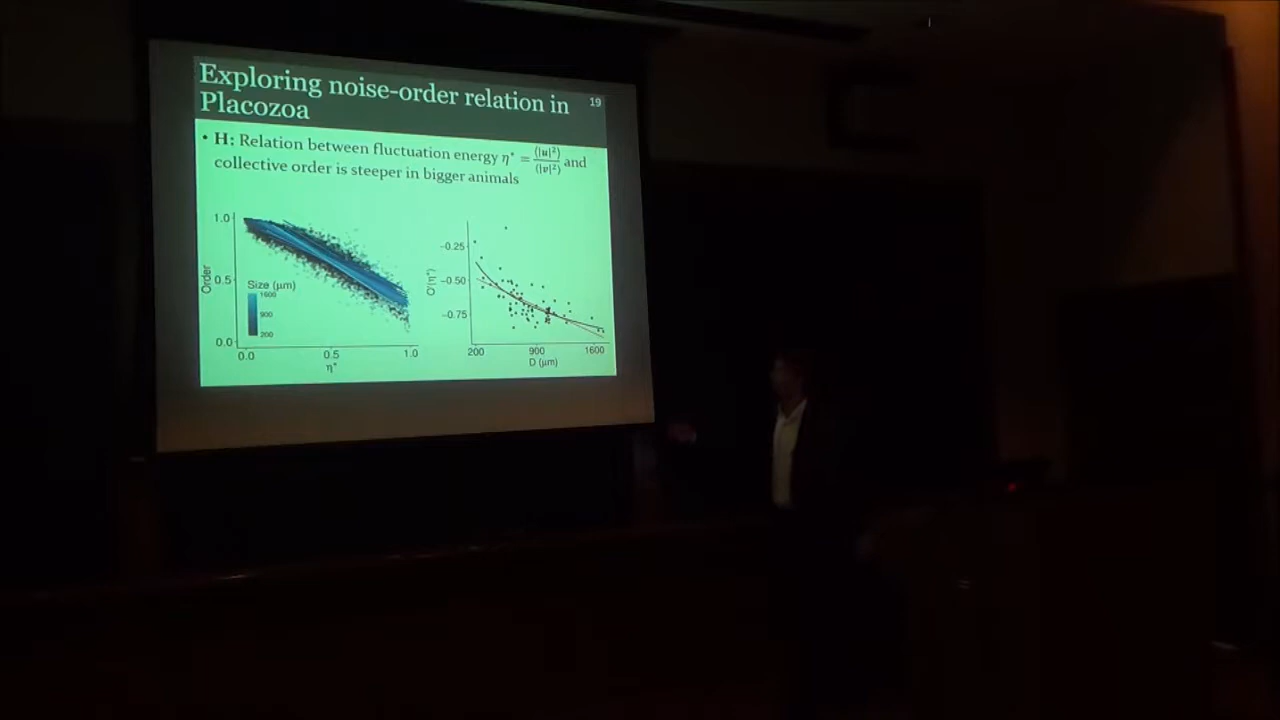 Exploring noise-order relation in
Placozoa
19
• H: Relation between fluctuation energy η* = ⟨|u|²⟩/⟨|v|²⟩ and
collective order is steeper in bigger animals
1.0
0.5
0.0
Order
Size (μm)
1600
900
200
0.0 0.5 1.0
η*
−0.25
−0.50
−0.75
O'(η*)
200 900 1600
D (μm)